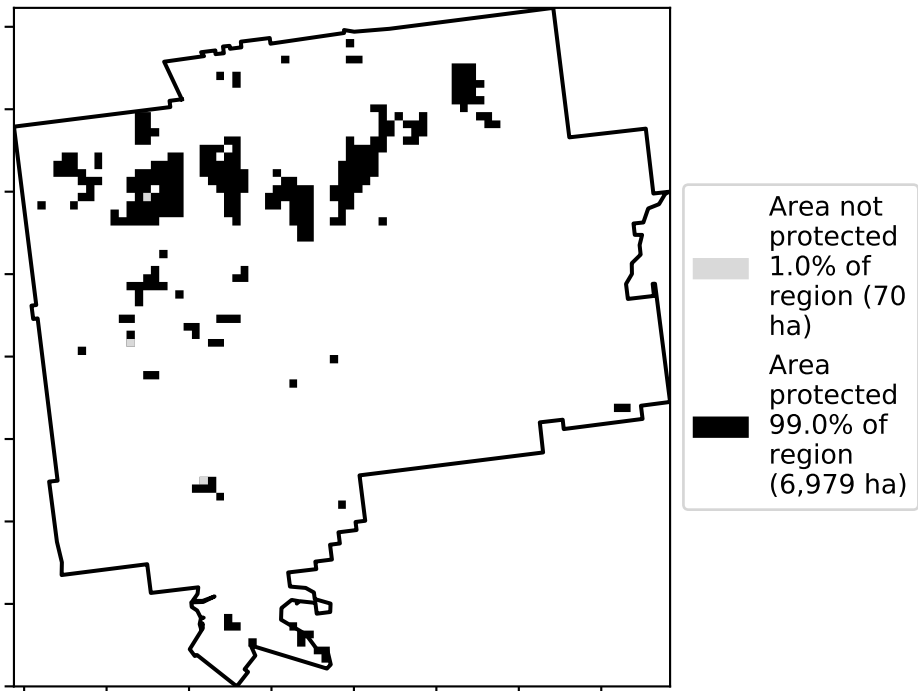 Area not
protected
1.0% of
region (70
ha)
Area
protected
99.0% of
region
(6,979 ha)